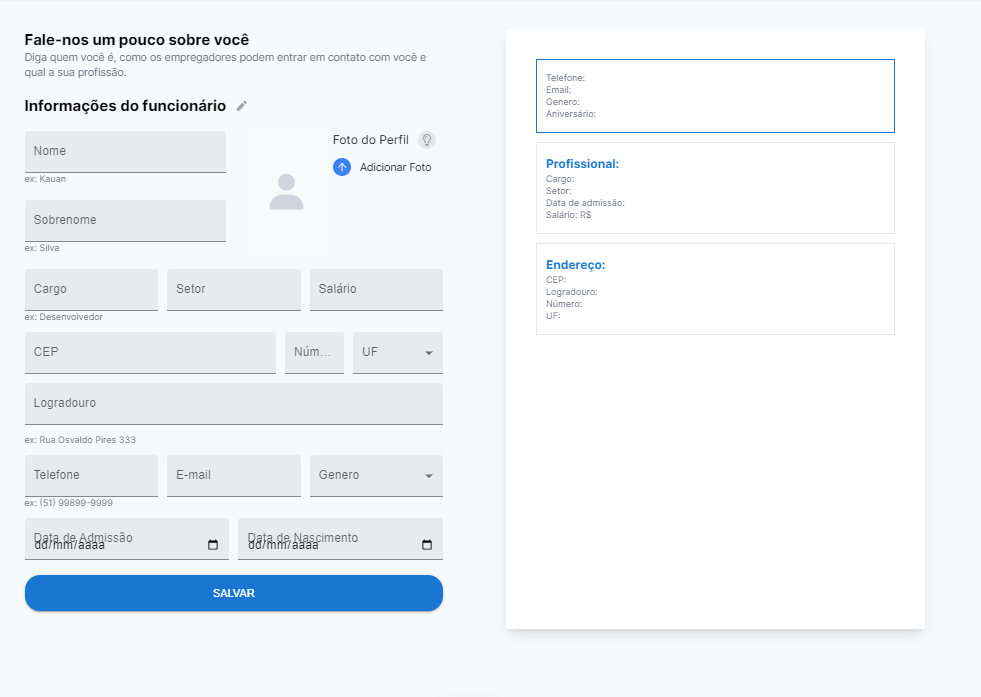 Fale-nos um pouco sobre você
Diga quem você é, como os empregadores podem entrar em contato com você e
qual a sua profissão.
Informações do funcionário
Nome
ex: Kauan
Foto do Perfil
Adicionar Foto
Sobrenome
ex: Silva
Cargo
Setor
Salário
ex: Desenvolvedor
CEP
Núm...
UF
Logradouro
ex: Rua Osvaldo Pires 333
Telefone
E-mail
Genero
ex: (51) 99899-9999
Data de Admissão
dd/mm/aaaa
Data de Nascimento
dd/mm/aaaa
SALVAR
Telefone:
Email:
Genero:
Aniversário:
Profissional:
Cargo:
Setor:
Data de admissão:
Salário: R$
Endereço:
CEP:
Logradouro:
Número:
UF: